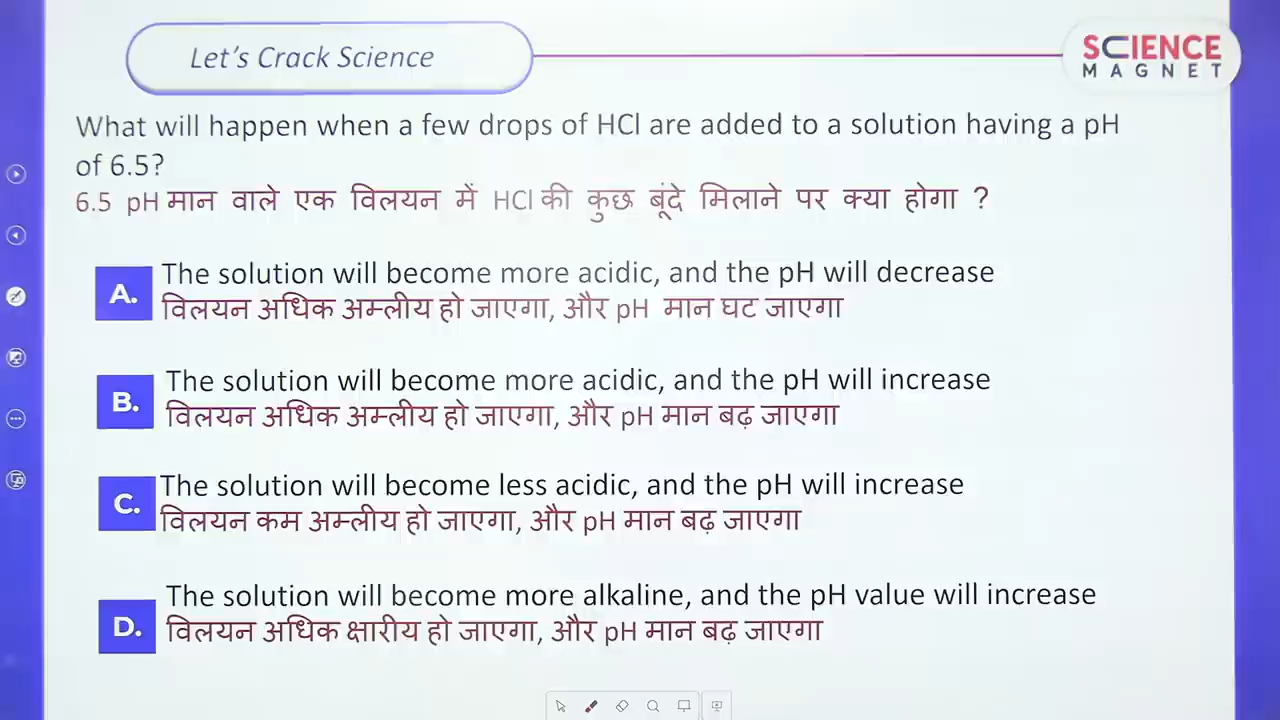 Let's Crack Science
SCIENCE
MAGNET
What will happen when a few drops of HCl are added to a solution having a pH
of 6.5?
6.5 pH मान वाले एक विलयन में HCl की कुछ बूंदे मिलाने पर क्या होगा ?
A.
The solution will become more acidic, and the pH will decrease
विलयन अधिक अम्लीय हो जाएगा, और pH मान घट जाएगा
B.
The solution will become more acidic, and the pH will increase
विलयन अधिक अम्लीय हो जाएगा, और pH मान बढ़ जाएगा
C.
The solution will become less acidic, and the pH will increase
विलयन कम अम्लीय हो जाएगा, और pH मान बढ़ जाएगा
D.
The solution will become more alkaline, and the pH value will increase
विलयन अधिक क्षारीय हो जाएगा, और pH मान बढ़ जाएगा